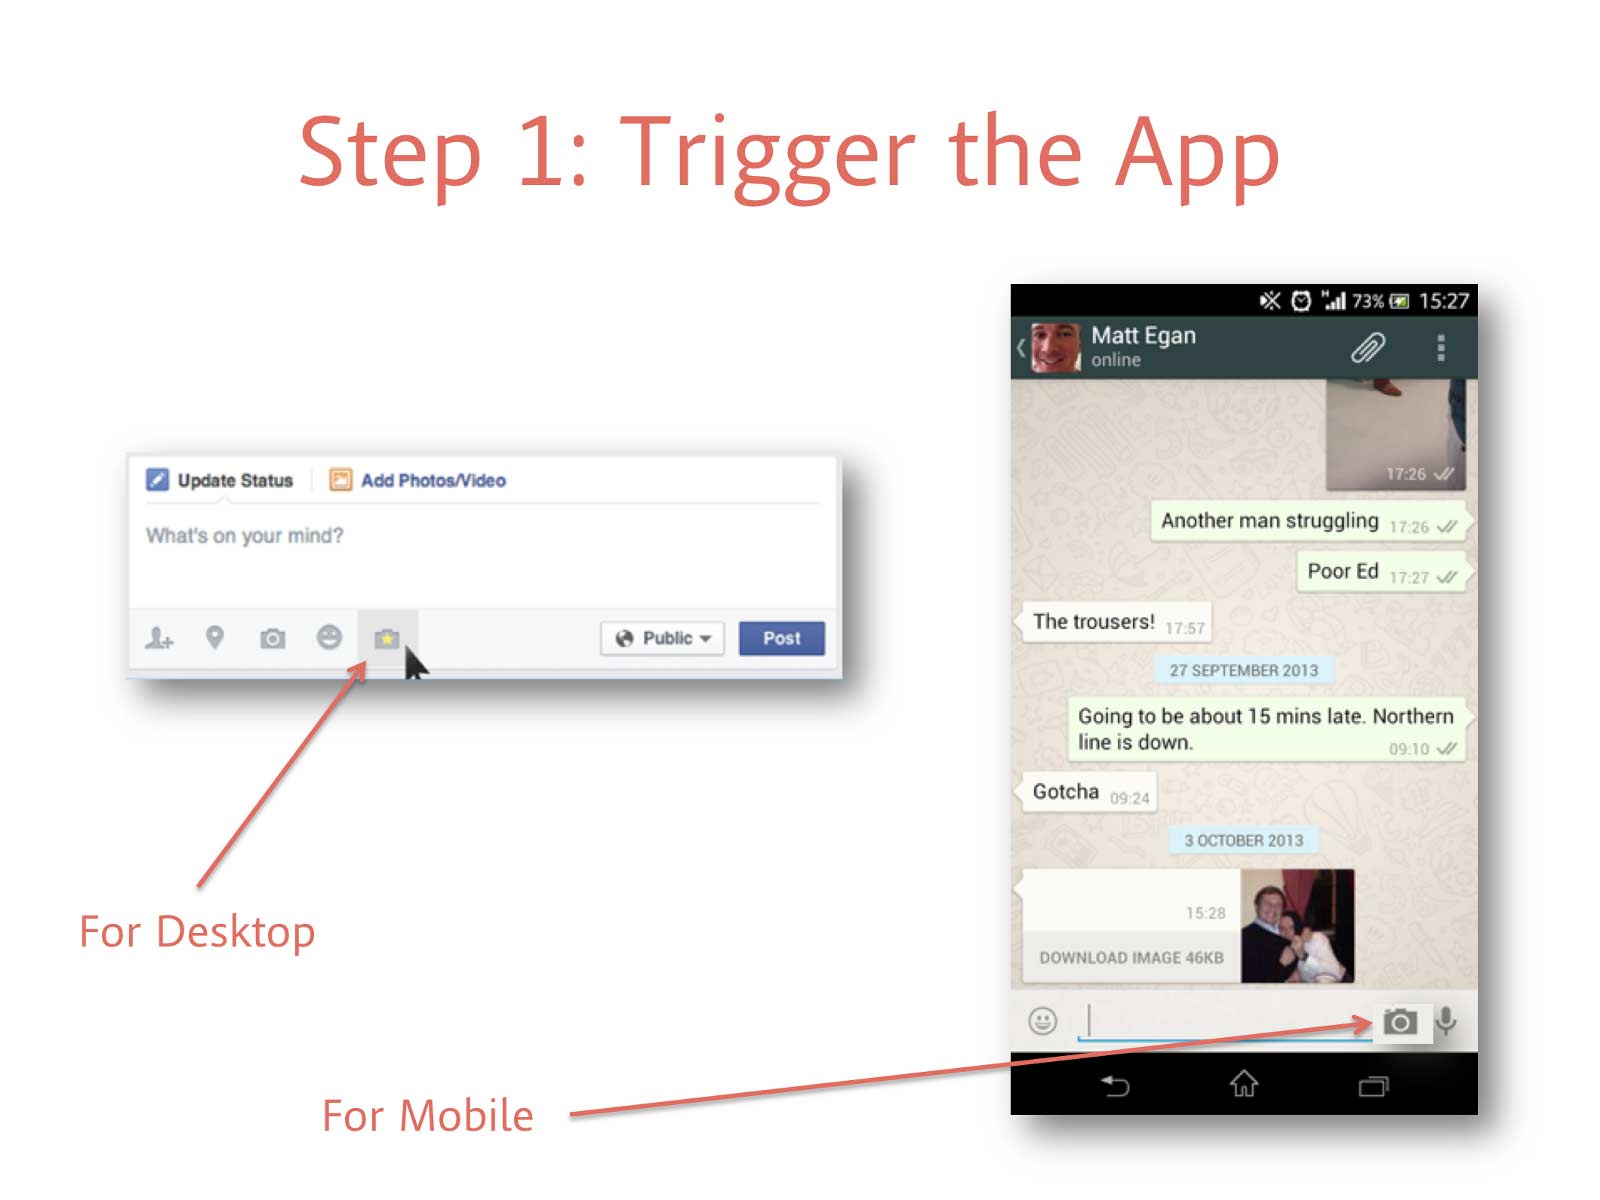 Step 1: Trigger the App
Update Status
Add Photos/Video
What's on your mind?
Public
Post
For Desktop
For Mobile
H
73%
15:27
Matt Egan
online
17:26
Another man struggling 17:26
Poor Ed 17:27
The trousers! 17:57
27 SEPTEMBER 2013
Going to be about 15 mins late. Northern
line is down. 09:10
Gotcha 09:24
3 OCTOBER 2013
15:28
DOWNLOAD IMAGE 46KB